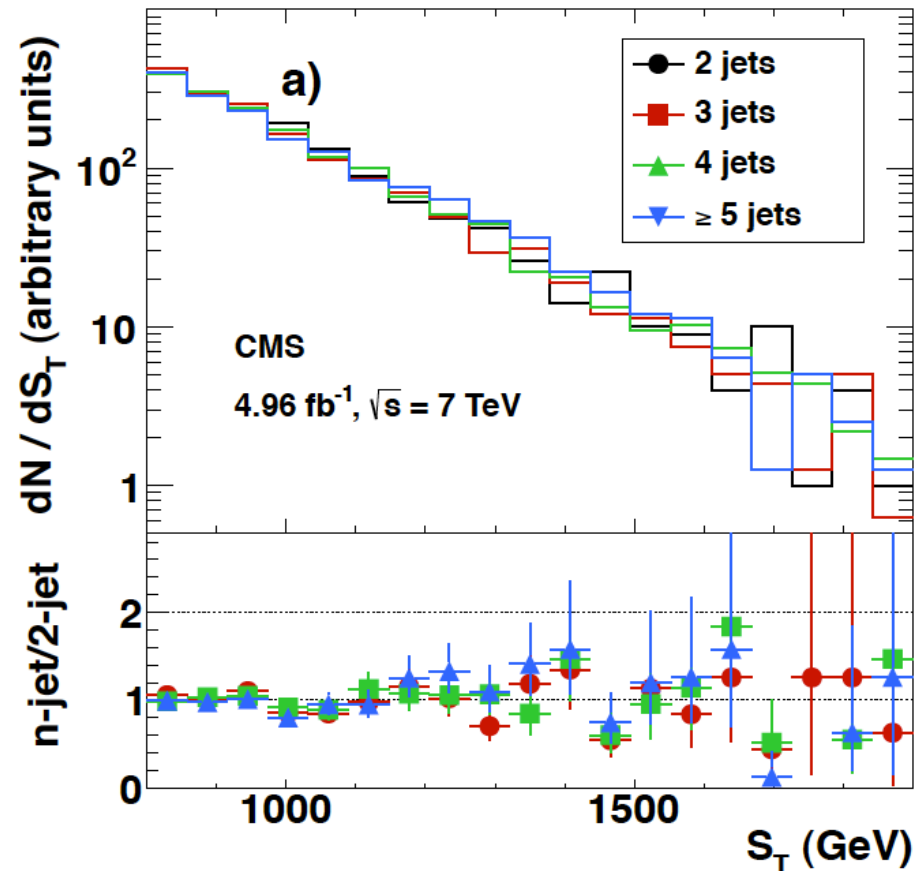 dN / dS_T (arbitrary units)
10²
10
1
a)
2 jets
3 jets
4 jets
≥ 5 jets
CMS
4.96 fb⁻¹, √s = 7 TeV
n-jet/2-jet
2
1
0
1000
1500
S_T (GeV)